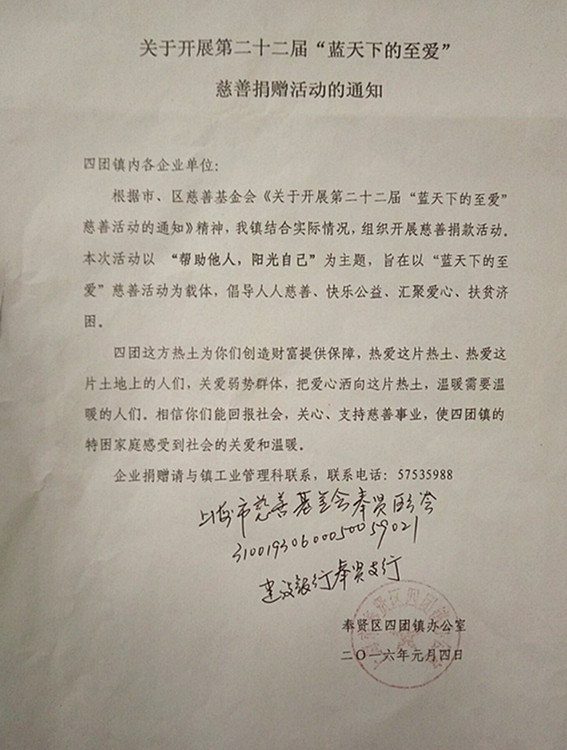 关于开展第二十二届“蓝天下的至爱”
慈善捐赠活动的通知
四团镇内各企业单位：
根据市、区慈善基金会《关于开展第二十二届“蓝天下的至爱”
慈善活动的通知》精神，我镇结合实际情况，组织开展慈善捐款活动。
本次活动以 “帮助他人，阳光自己”为主题，旨在以“蓝天下的至
爱”慈善活动为载体，倡导人人慈善、快乐公益、汇聚爱心、扶贫济
困。
四团这方热土为你们创造财富提供保障，热爱这片热土、热爱这
片土地上的人们，关爱弱势群体，把爱心洒向这片热土，温暖需要温
暖的人们。相信你们能回报社会，关心、支持慈善事业，使四团镇的
特困家庭感受到社会的关爱和温暖。
企业捐赠请与镇工业管理科联系，联系电话：57535988
上海市慈善基金会奉贤区分会
31001930600050059021
建设银行奉贤支行
奉贤区四团镇办公室
二〇一六年元月四日